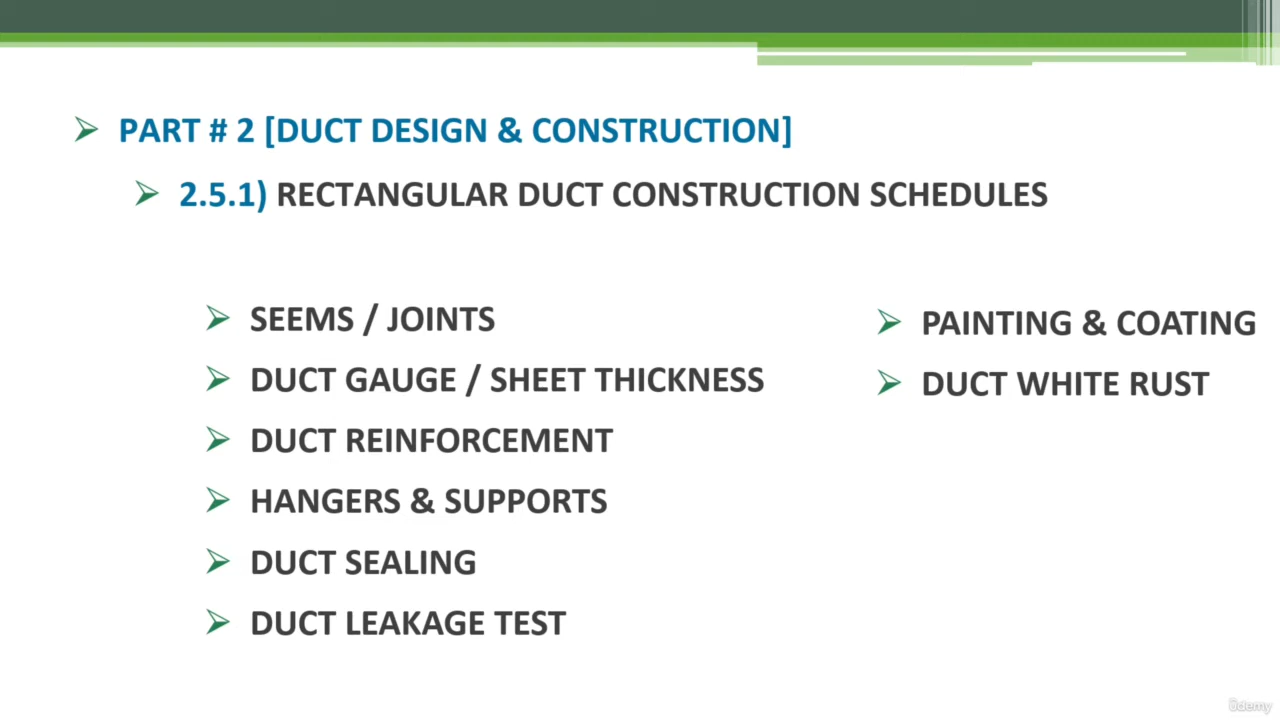 PART # 2 [DUCT DESIGN & CONSTRUCTION]
2.5.1) RECTANGULAR DUCT CONSTRUCTION SCHEDULES
SEEMS / JOINTS
DUCT GAUGE / SHEET THICKNESS
DUCT REINFORCEMENT
HANGERS & SUPPORTS
DUCT SEALING
DUCT LEAKAGE TEST
PAINTING & COATING
DUCT WHITE RUST
ûdemy